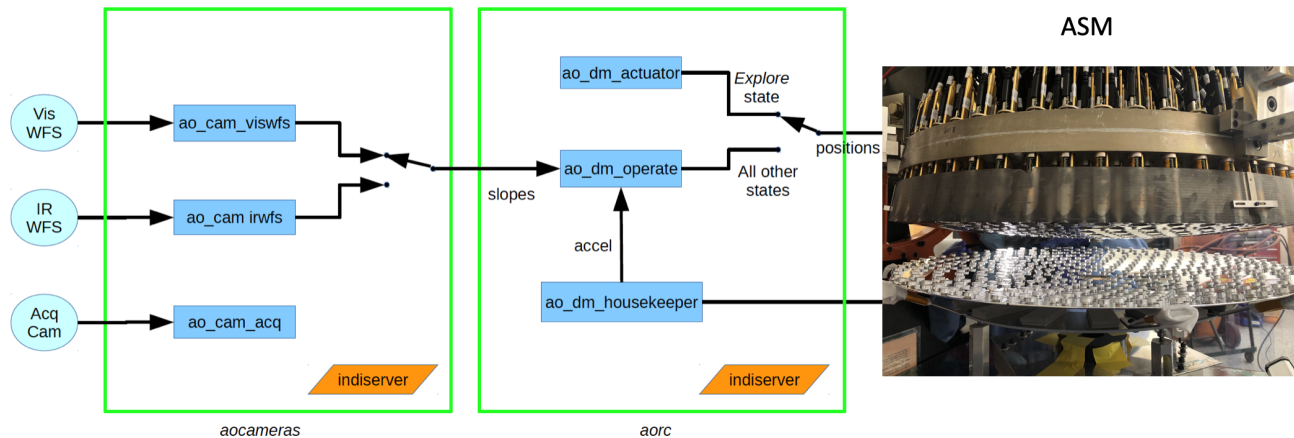 ASM
Vis
WFS
ao_cam_viswfs
IR
WFS
ao_cam irwfs
Acq
Cam
ao_cam_acq
indiserver
aocameras
slopes
ao_dm_actuator
Explore
state
ao_dm_operate
All other
states
positions
accel
ao_dm_housekeeper
indiserver
aorc